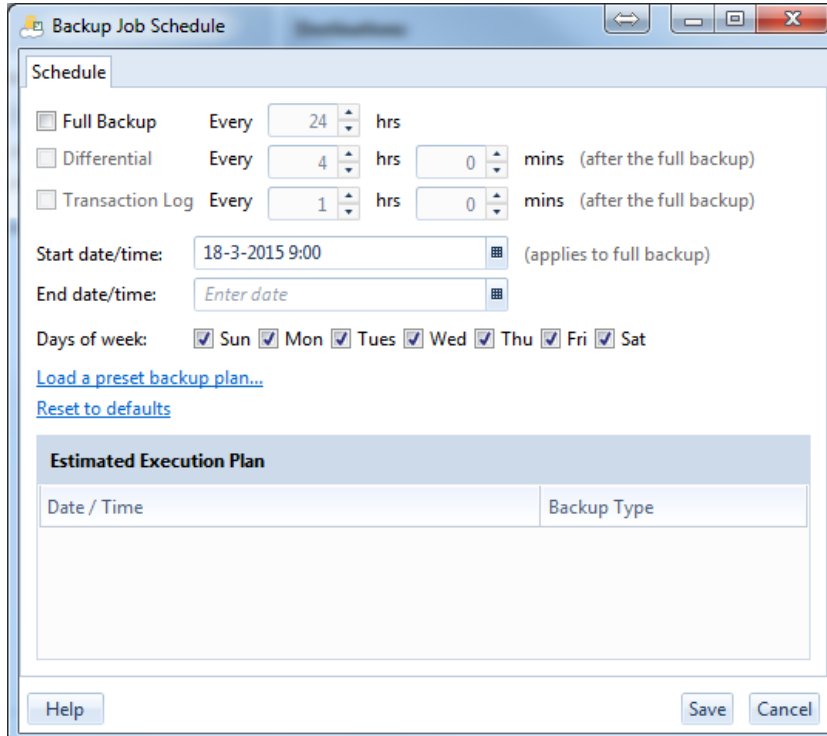 Backup Job Schedule
Schedule
Full Backup Every 24 hrs
Differential Every 4 hrs 0 mins (after the full backup)
Transaction Log Every 1 hrs 0 mins (after the full backup)
Start date/time: 18-3-2015 9:00 (applies to full backup)
End date/time: Enter date
Days of week: Sun Mon Tues Wed Thu Fri Sat
Load a preset backup plan...
Reset to defaults
Estimated Execution Plan
Date / Time Backup Type
Help Save Cancel